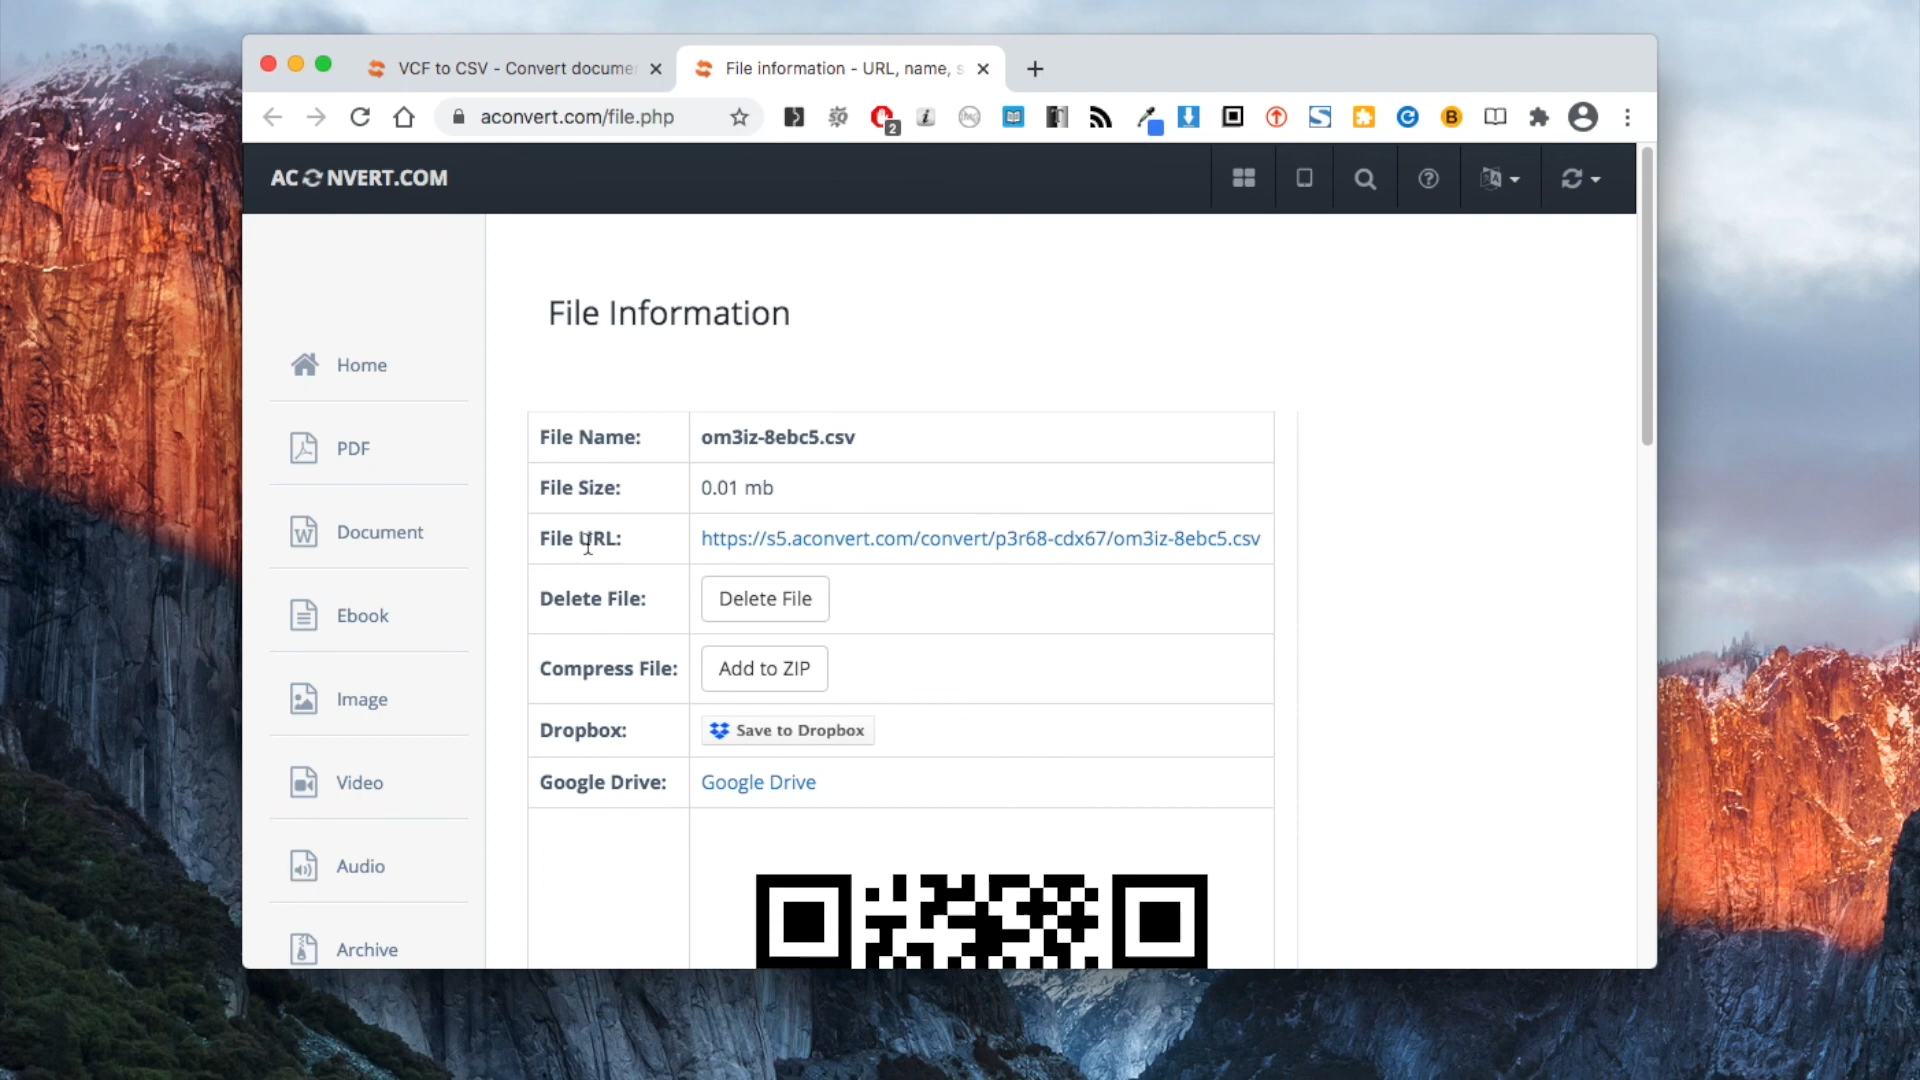 VCF to CSV - Convert docume
File information - URL, name, s
aconvert.com/file.php
2
B
ACONVERT.COM
File Information
Home
PDF
Document
Ebook
Image
Video
Audio
Archive
File Name: om3iz-8ebc5.csv
File Size: 0.01 mb
File URL: https://s5.aconvert.com/convert/p3r68-cdx67/om3iz-8ebc5.csv
Delete File: Delete File
Compress File: Add to ZIP
Dropbox: Save to Dropbox
Google Drive: Google Drive